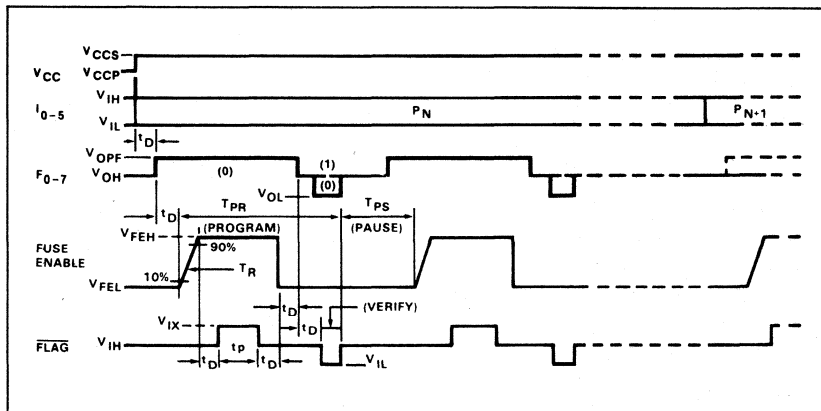 VCCS
VCC VCCP
VIH
I0-5 PN PN+1
VIL
tD
VOPF (1)
F0-7 VOH (0) (0)
VOL
tD TPR TPS
VFEH (PROGRAM) (PAUSE)
FUSE
ENABLE 90%
10% TR
VFEL
tD (VERIFY)
VIX tD
FLAG VIH
tD tp tD VIL